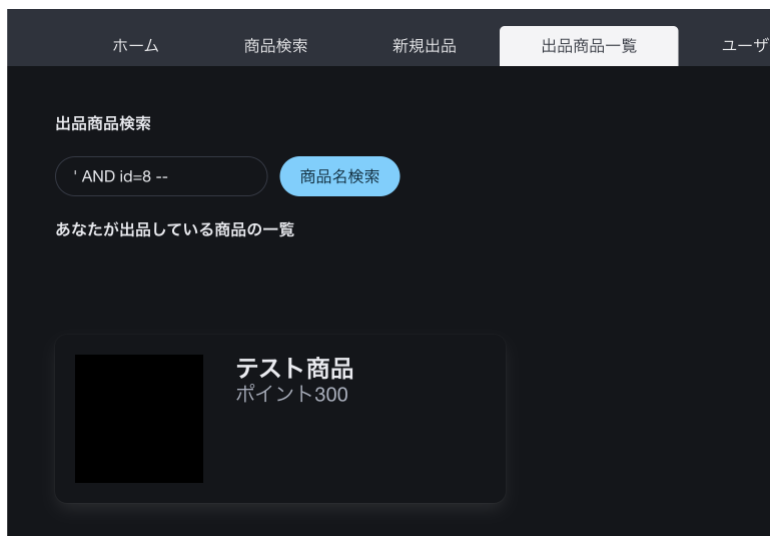 ホーム 商品検索 新規出品 出品商品一覧 ユーザ
出品商品検索
' AND id=8 -- 商品名検索
あなたが出品している商品の一覧
テスト商品
ポイント300